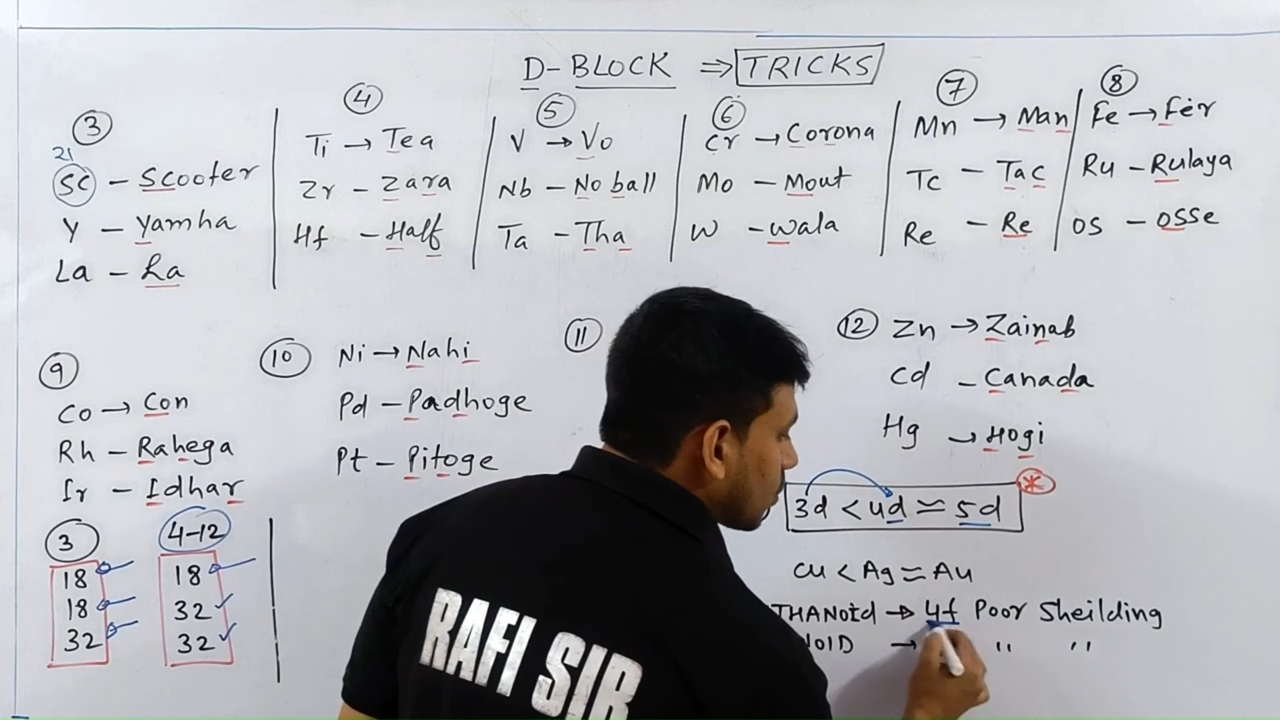 D-BLOCK ⇒ TRICKS
③
21
Sc - Scooter
Y - Yamha
La - La
④
Ti → Tea
Zr - Zara
Hf - Half
⑤
V → Vo
Nb - No ball
Ta - Tha
⑥
Cr → Corona
Mo - Mout
W - wala
⑦
Mn → Man
Tc - Tac
Re - Re
⑧
Fe → Fer
Ru - Rulaya
OS - OSSe
⑨
Co → Con
Rh - Rahega
Ir - Idhar
⑩
Ni → Nahi
Pd - Padhoge
Pt - Pitoge
⑪
⑫
Zn → Zainab
Cd - Canada
Hg → Hogi
3d < 4d ≃ 5d *
Cu < Ag ≃ Au
THANOID → 4f Poor Sheilding
NOID → " "
③
18
18
32
4-12
18
32 ✓
32 ✓
RAFI SIR